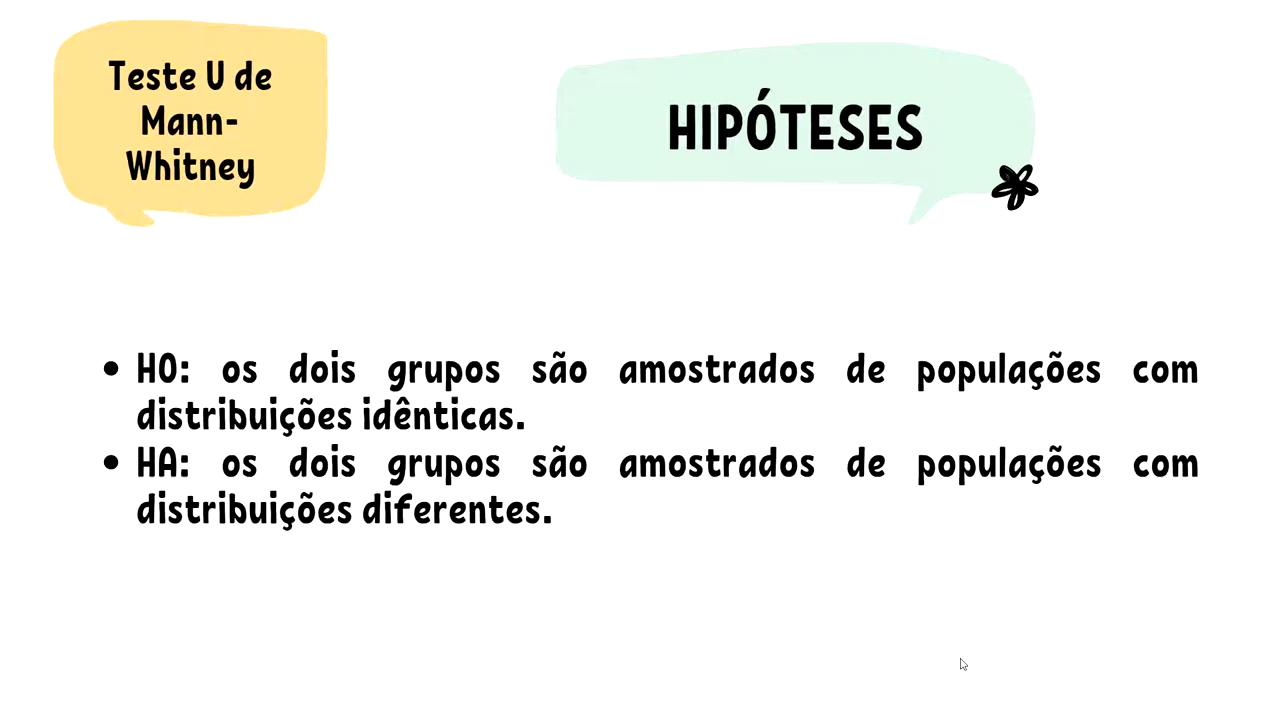 Teste U de
Mann-
Whitney
HIPÓTESES
• H0: os dois grupos são amostrados de populações com
distribuições idênticas.
• HA: os dois grupos são amostrados de populações com
distribuições diferentes.